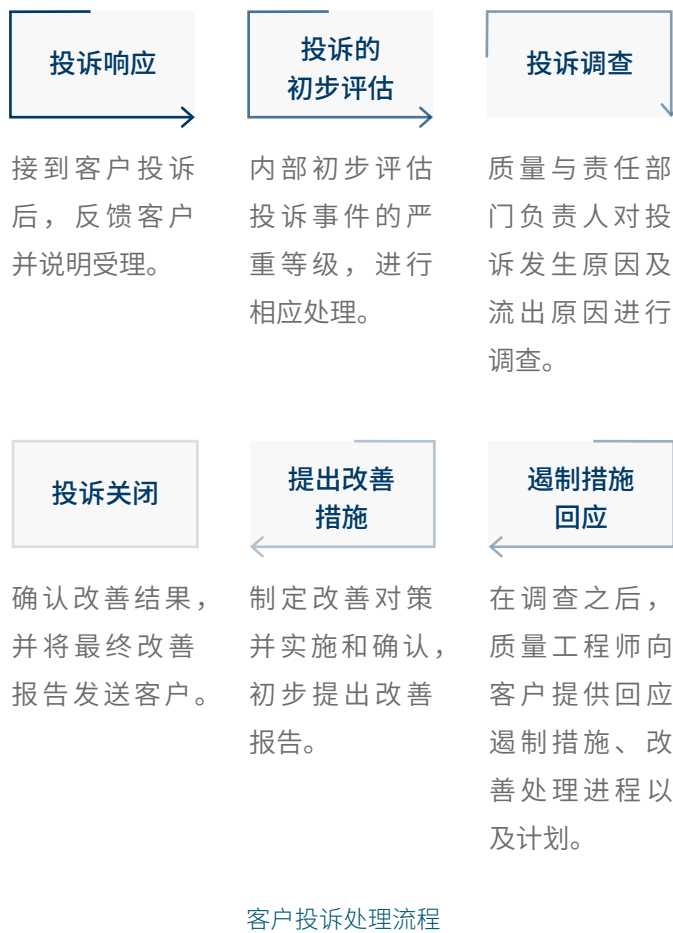 投诉响应
接到客户投诉
后，反馈客户
并说明受理。
投诉的
初步评估
内部初步评估
投诉事件的严
重等级，进行
相应处理。
投诉调查
质量与责任部
门负责人对投
诉发生原因及
流出原因进行
调查。
遏制措施
回应
在调查之后，
质量工程师向
客户提供回应
遏制措施、改
善处理进程以
及计划。
提出改善
措施
制定改善对策
并实施和确认，
初步提出改善
报告。
投诉关闭
确认改善结果，
并将最终改善
报告发送客户。
客户投诉处理流程